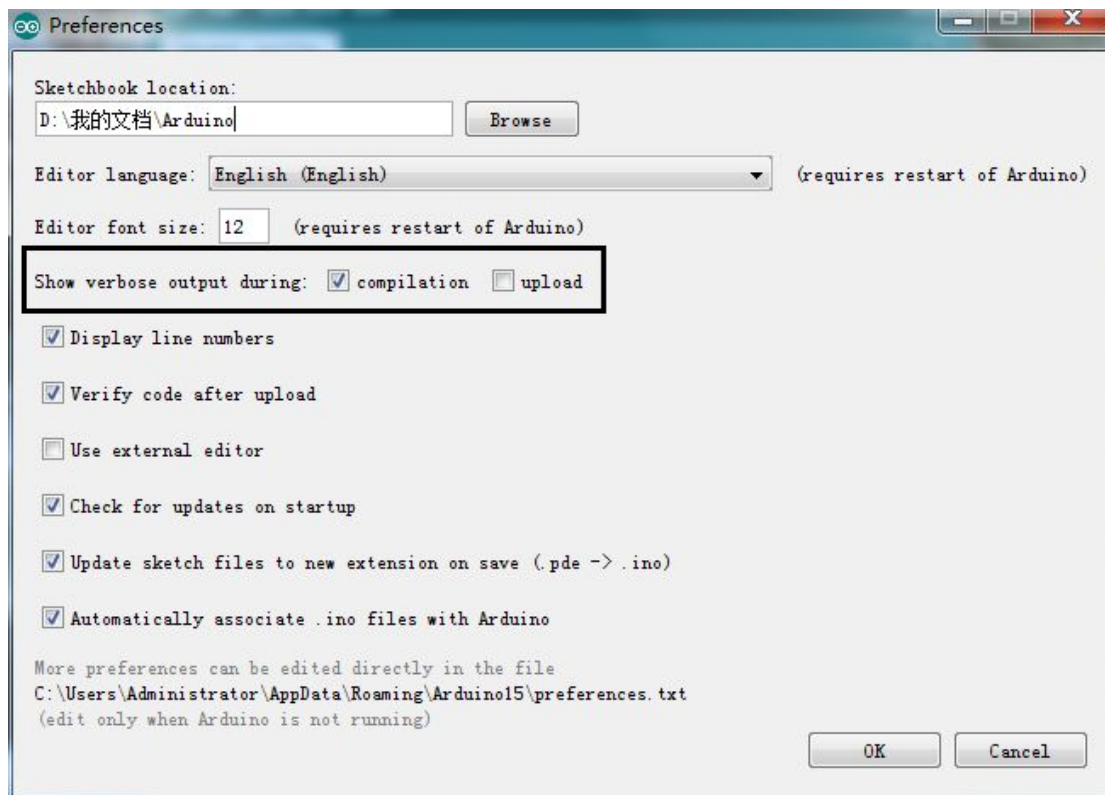 Preferences
Sketchbook location:
D:\我的文档\Arduino
Browse
Editor language: English (English) (requires restart of Arduino)
Editor font size: 12 (requires restart of Arduino)
Show verbose output during: compilation upload
Display line numbers
Verify code after upload
Use external editor
Check for updates on startup
Update sketch files to new extension on save (.pde -> .ino)
Automatically associate .ino files with Arduino
More preferences can be edited directly in the file
C:\Users\Administrator\AppData\Roaming\Arduino15\preferences.txt
(edit only when Arduino is not running)
OK Cancel